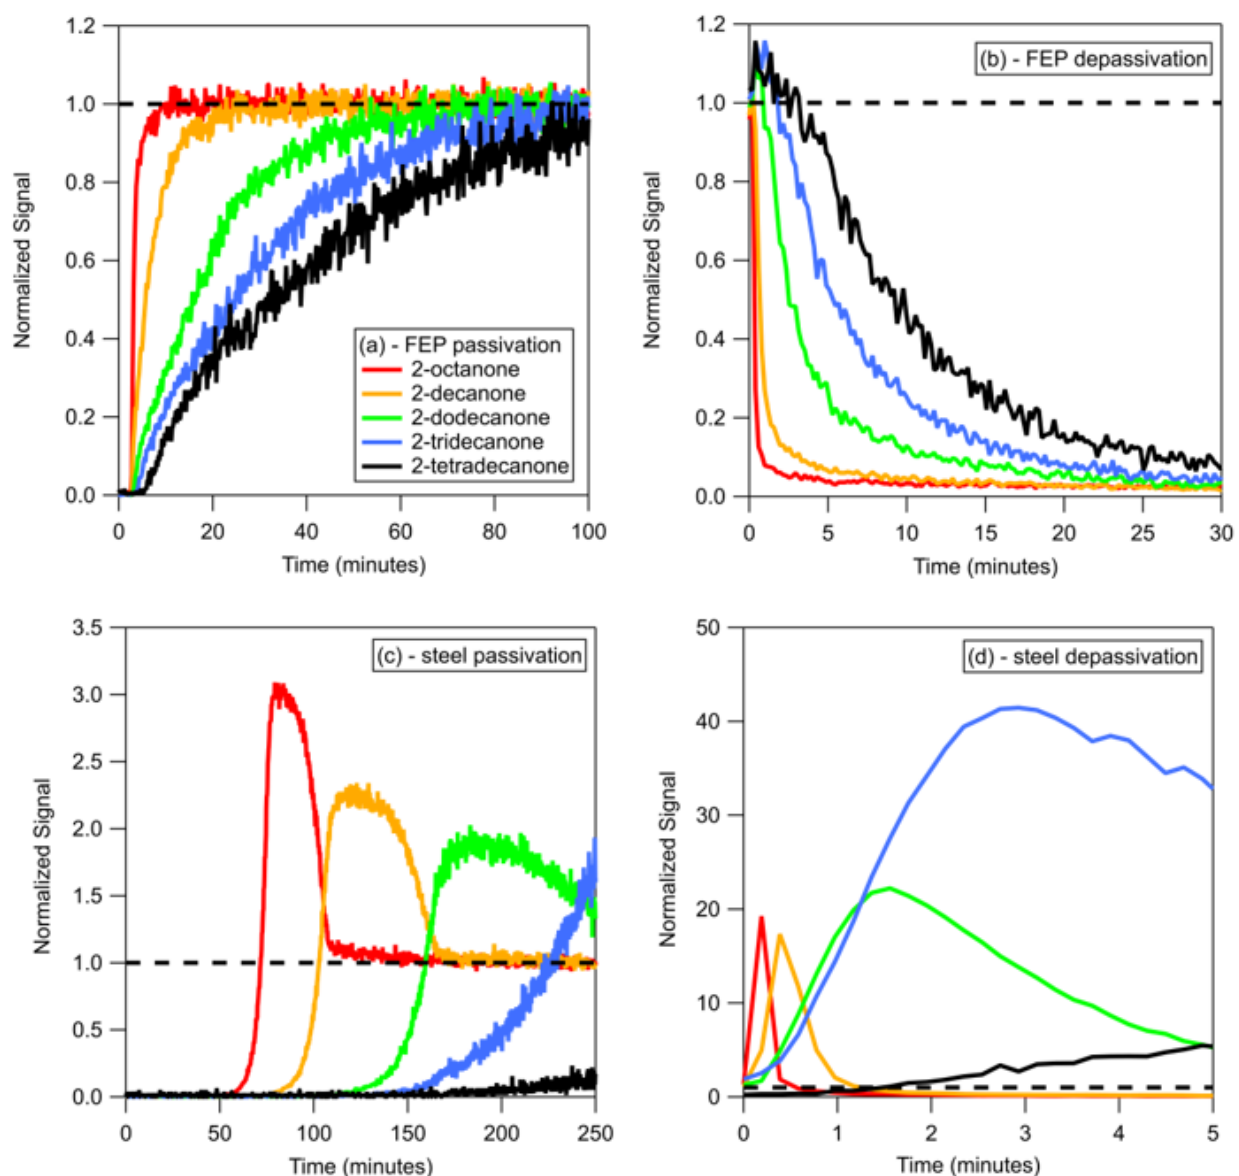 1.2
1.0
0.8
0.6
0.4
0.2
0.0
Normalized Signal
(a) - FEP passivation
2-octanone
2-decanone
2-dodecanone
2-tridecanone
2-tetradecanone
0 20 40 60 80 100
Time (minutes)
(b) - FEP depassivation
1.2
1.0
0.8
0.6
0.4
0.2
0.0
Normalized Signal
0 5 10 15 20 25 30
Time (minutes)
(c) - steel passivation
3.5
3.0
2.5
2.0
1.5
1.0
0.5
0.0
Normalized Signal
0 50 100 150 200 250
Time (minutes)
(d) - steel depassivation
50
40
30
20
10
0
Normalized Signal
0 1 2 3 4 5
Time (minutes)